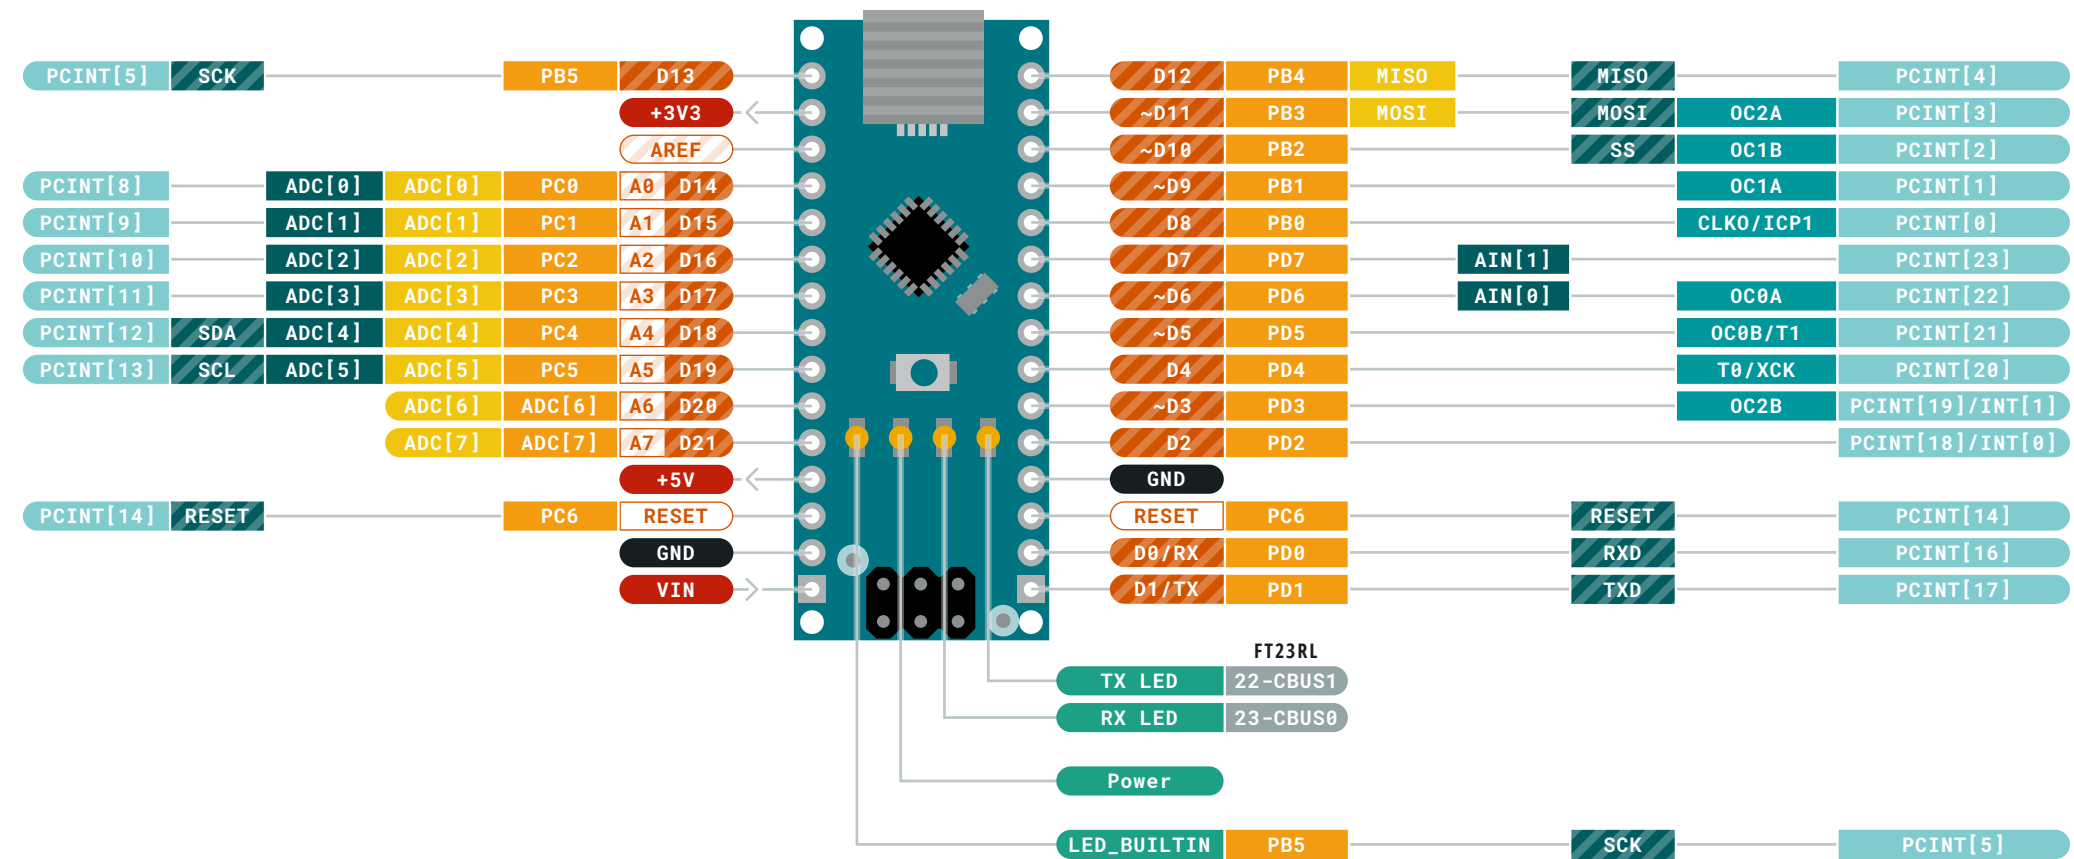 PCINT[5] SCK PB5 D13 D12 PB4 MISO MISO PCINT[4]
+3V3 ~D11 PB3 MOSI MOSI OC2A PCINT[3]
AREF ~D10 PB2 SS OC1B PCINT[2]
PCINT[8] ADC[0] ADC[0] PC0 A0 D14 ~D9 PB1 OC1A PCINT[1]
PCINT[9] ADC[1] ADC[1] PC1 A1 D15 D8 PB0 CLKO/ICP1 PCINT[0]
PCINT[10] ADC[2] ADC[2] PC2 A2 D16 D7 PD7 AIN[1] PCINT[23]
PCINT[11] ADC[3] ADC[3] PC3 A3 D17 ~D6 PD6 AIN[0] OC0A PCINT[22]
PCINT[12] SDA ADC[4] ADC[4] PC4 A4 D18 ~D5 PD5 OC0B/T1 PCINT[21]
PCINT[13] SCL ADC[5] ADC[5] PC5 A5 D19 D4 PD4 T0/XCK PCINT[20]
ADC[6] ADC[6] A6 D20 ~D3 PD3 OC2B PCINT[19]/INT[1]
ADC[7] ADC[7] A7 D21 D2 PD2 PCINT[18]/INT[0]
+5V GND
PCINT[14] RESET PC6 RESET RESET PC6 RESET PCINT[14]
GND D0/RX PD0 RXD PCINT[16]
VIN D1/TX PD1 TXD PCINT[17]
FT23RL
TX LED 22-CBUS1
RX LED 23-CBUS0
Power
LED_BUILTIN PB5 SCK PCINT[5]